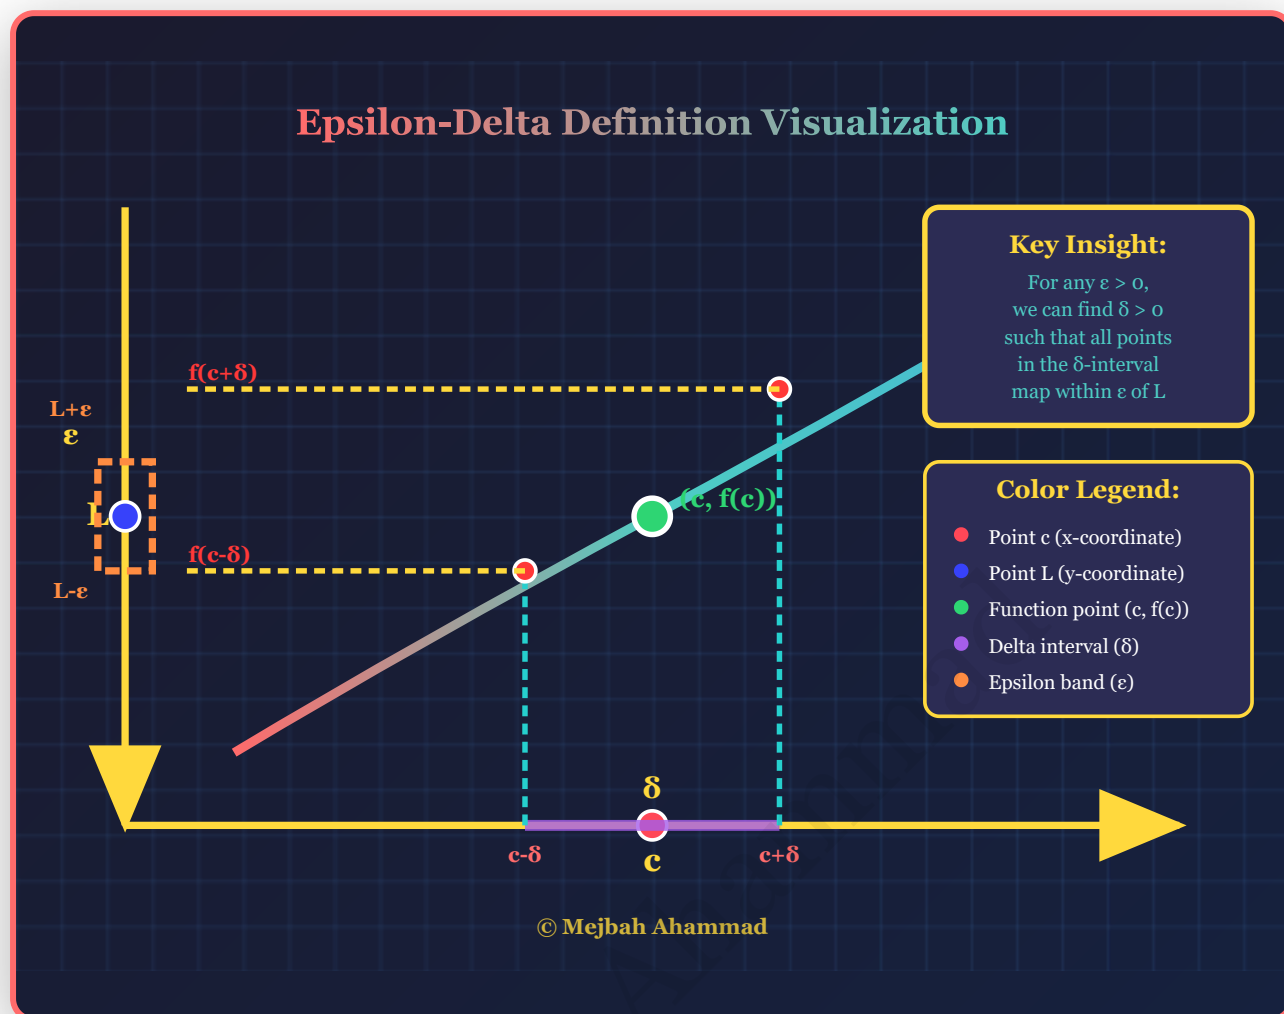 Epsilon-Delta Definition Visualization
Key Insight:
For any ε > 0,
we can find δ > 0
such that all points
in the δ-interval
map within ε of L
f(c+δ)
L+ε
ε
L
(c, f(c))
f(c-δ)
L-ε
Color Legend:
Point c (x-coordinate)
Point L (y-coordinate)
Function point (c, f(c))
Delta interval (δ)
Epsilon band (ε)
δ
c-δ
c
c+δ
© Mejbah Ahammad
Ahammad